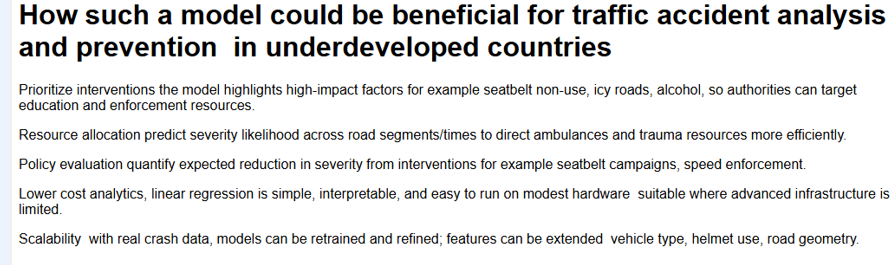 How such a model could be beneficial for traffic accident analysis
and prevention  in underdeveloped countries
Prioritize interventions the model highlights high-impact factors for example seatbelt non-use, icy roads, alcohol, so authorities can target
education and enforcement resources.
Resource allocation predict severity likelihood across road segments/times to direct ambulances and trauma resources more efficiently.
Policy evaluation quantify expected reduction in severity from interventions for example seatbelt campaigns, speed enforcement.
Lower cost analytics, linear regression is simple, interpretable, and easy to run on modest hardware  suitable where advanced infrastructure is
limited.
Scalability  with real crash data, models can be retrained and refined; features can be extended  vehicle type, helmet use, road geometry.